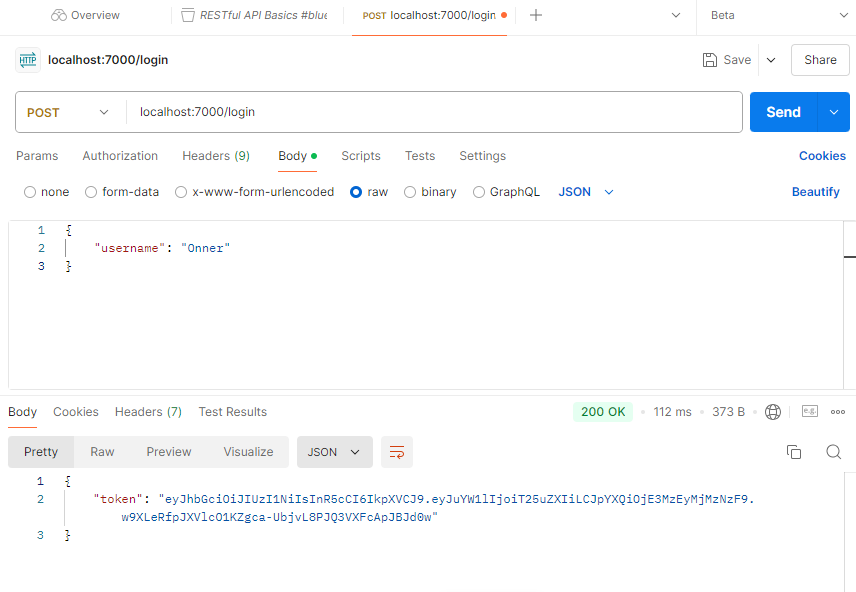 Overview
RESTful API Basics #blue
POST localhost:7000/login
Beta
HTTP localhost:7000/login
Save
Share
POST
localhost:7000/login
Send
Params Authorization Headers (9) Body Scripts Tests Settings Cookies
none form-data x-www-form-urlencoded raw binary GraphQL JSON Beautify
1 {
2 "username": "Onner"
3 }
Body Cookies Headers (7) Test Results 200 OK 112 ms 373 B e.g.
Pretty Raw Preview Visualize JSON
1 {
2 "token": "eyJhbGciOiJIUzI1NiIsInR5cCI6IkpXVCJ9.eyJuYW1lIjoiT25uZXIiLCJpYXQiOjE3MzEyMjMzNzF9.
w9XLeRfpJXVlcO1KZgca-UbjvL8PJQ3VXFcApJBJd0w"
3 }